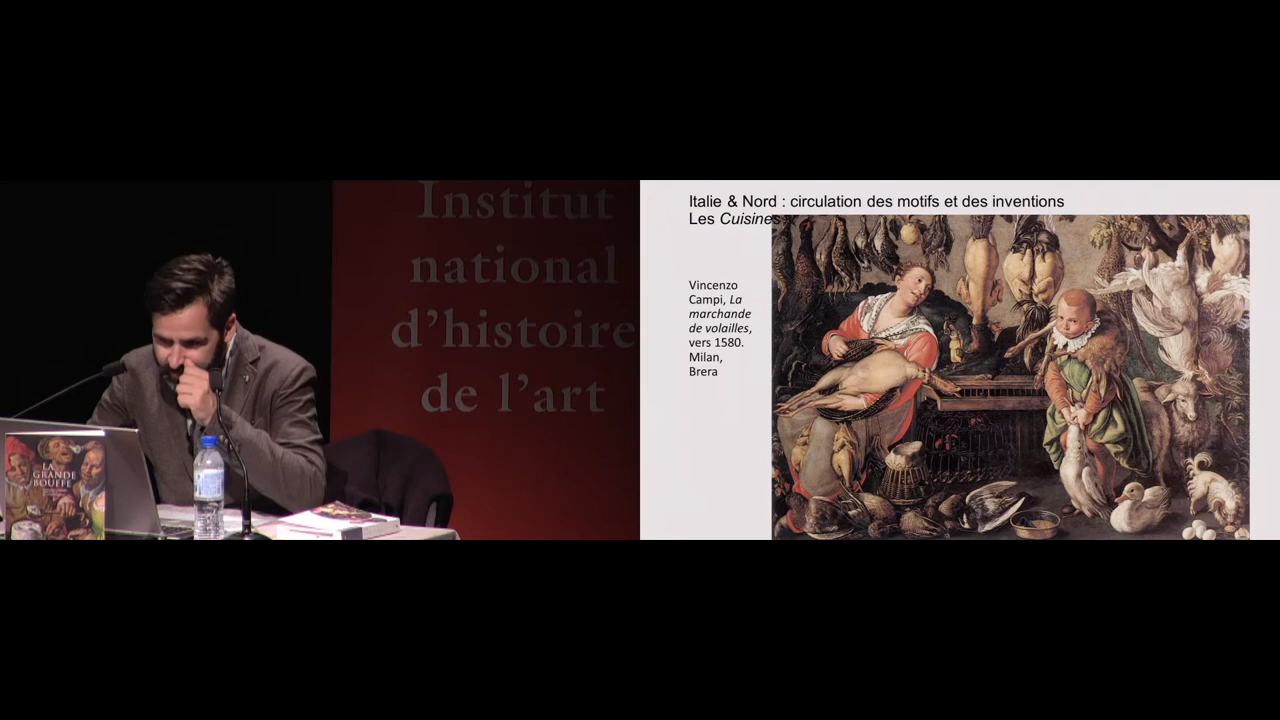 Institut
national
d'histoire
de l'art
LA
GRANDE
BOUFFE
Italie & Nord : circulation des motifs et des inventions
Les Cuisines
Vincenzo
Campi, La
marchande
de volailles,
vers 1580.
Milan,
Brera